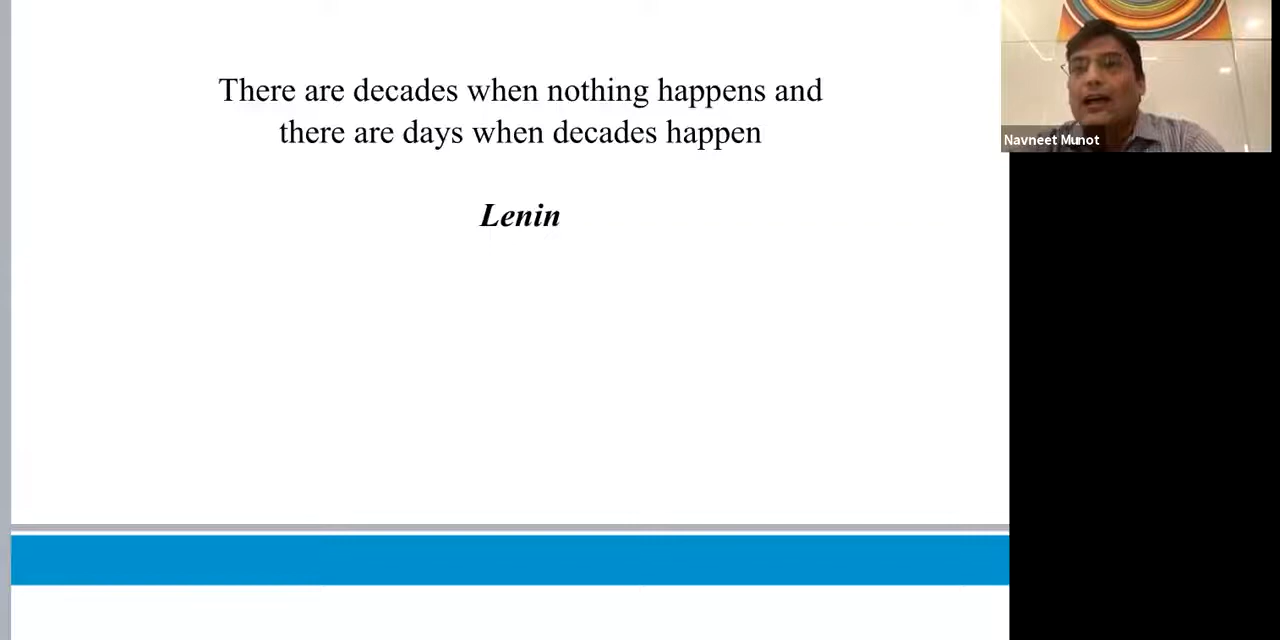 There are decades when nothing happens and
there are days when decades happen
Lenin
Navneet Munot